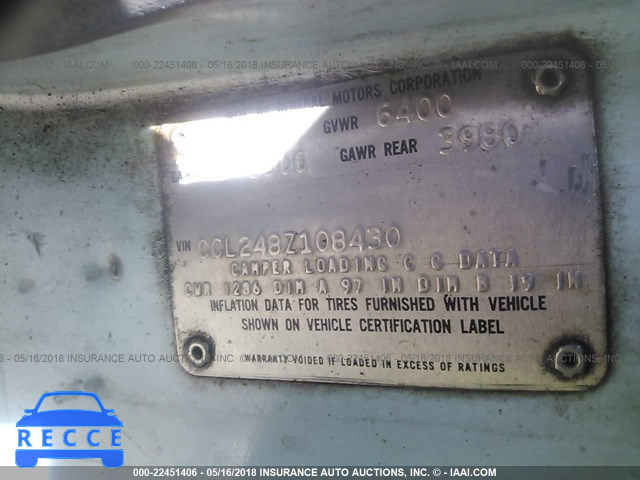 000-22451406 - 05/16/2018 INSURANCE AUTO AUCTIONS, INC. - © IAAI.COM
GENERAL MOTORS CORPORATION
GVWR 6400
GAWR REAR 3980
VIN CCL248Z108430
CAMPER LOADING C C DATA
CWR 1286 DIM A 97 IN DIM B 19 IN
INFLATION DATA FOR TIRES FURNISHED WITH VEHICLE
SHOWN ON VEHICLE CERTIFICATION LABEL
WARRANTY VOIDED IF LOADED IN EXCESS OF RATINGS
RECCE
000-22451406 - 05/16/2018 INSURANCE AUTO AUCTIONS, INC. - © IAAI.COM